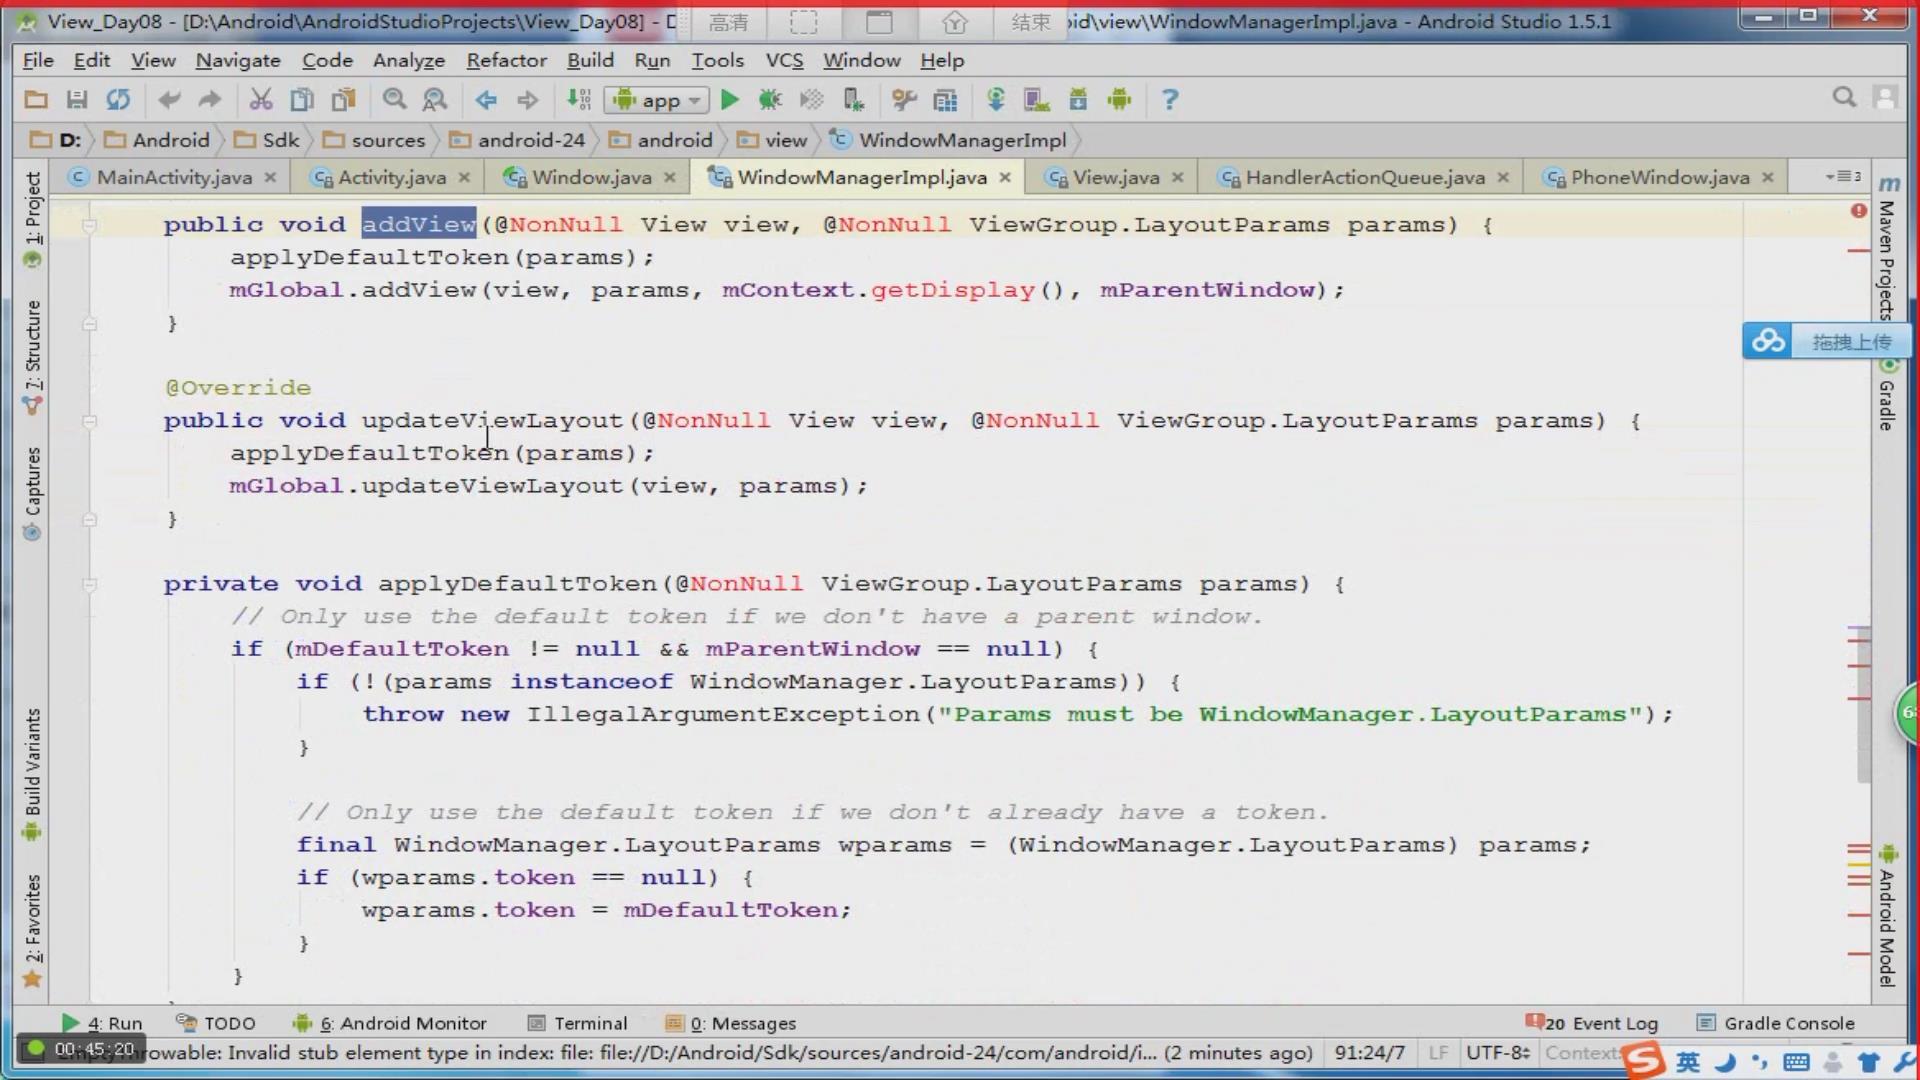 View_Day08 - [D:\Android\AndroidStudioProjects\View_Day08] - D 高清 结束 id\view\WindowManagerImpl.java - Android Studio 1.5.1
File Edit View Navigate Code Analyze Refactor Build Run Tools VCS Window Help
app
D: Android Sdk sources android-24 android view WindowManagerImpl
MainActivity.java Activity.java Window.java WindowManagerImpl.java View.java HandlerActionQueue.java PhoneWindow.java 3
public void addView(@NonNull View view, @NonNull ViewGroup.LayoutParams params) {
applyDefaultToken(params);
mGlobal.addView(view, params, mContext.getDisplay(), mParentWindow);
}
@Override
public void updateViewLayout(@NonNull View view, @NonNull ViewGroup.LayoutParams params) {
applyDefaultToken(params);
mGlobal.updateViewLayout(view, params);
}
private void applyDefaultToken(@NonNull ViewGroup.LayoutParams params) {
// Only use the default token if we don't have a parent window.
if (mDefaultToken != null && mParentWindow == null) {
if (!(params instanceof WindowManager.LayoutParams)) {
throw new IllegalArgumentException("Params must be WindowManager.LayoutParams");
}
// Only use the default token if we don't already have a token.
final WindowManager.LayoutParams wparams = (WindowManager.LayoutParams) params;
if (wparams.token == null) {
wparams.token = mDefaultToken;
}
}
1: Project
7: Structure
Captures
Build Variants
2: Favorites
m
Maven Projects
拖拽上传
Gradle
Android Model
4: Run TODO 6: Android Monitor Terminal 0: Messages 20 Event Log Gradle Console
00:45:20 Throwable: Invalid stub element type in index: file: file://D:/Android/Sdk/sources/android-24/com/android/i... (2 minutes ago) 91:24/7 LF UTF-8 Context 英